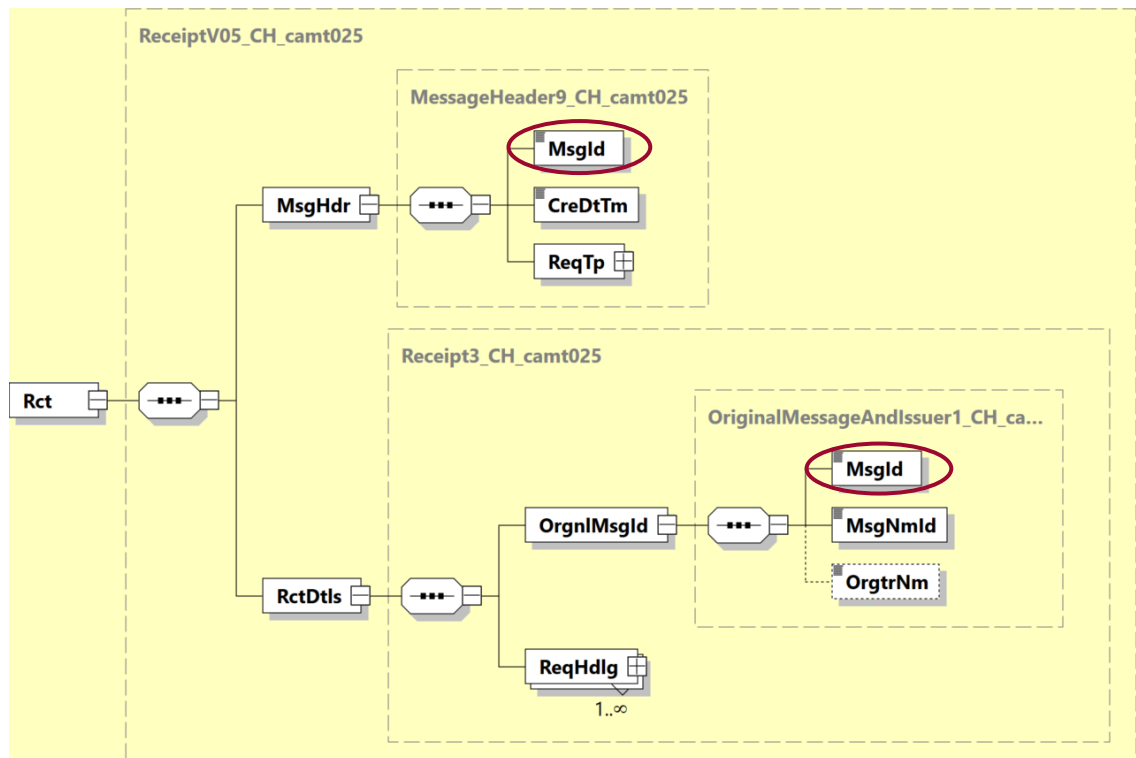 ReceiptV05_CH_camt025
MessageHeader9_CH_camt025
MsgId
MsgHdr
CreDtTm
ReqTp
Receipt3_CH_camt025
Rct
OriginalMessageAndIssuer1_CH_ca...
MsgId
OrgnlMsgId
MsgNmId
OrgtrNm
RctDtls
ReqHdlg
1..∞